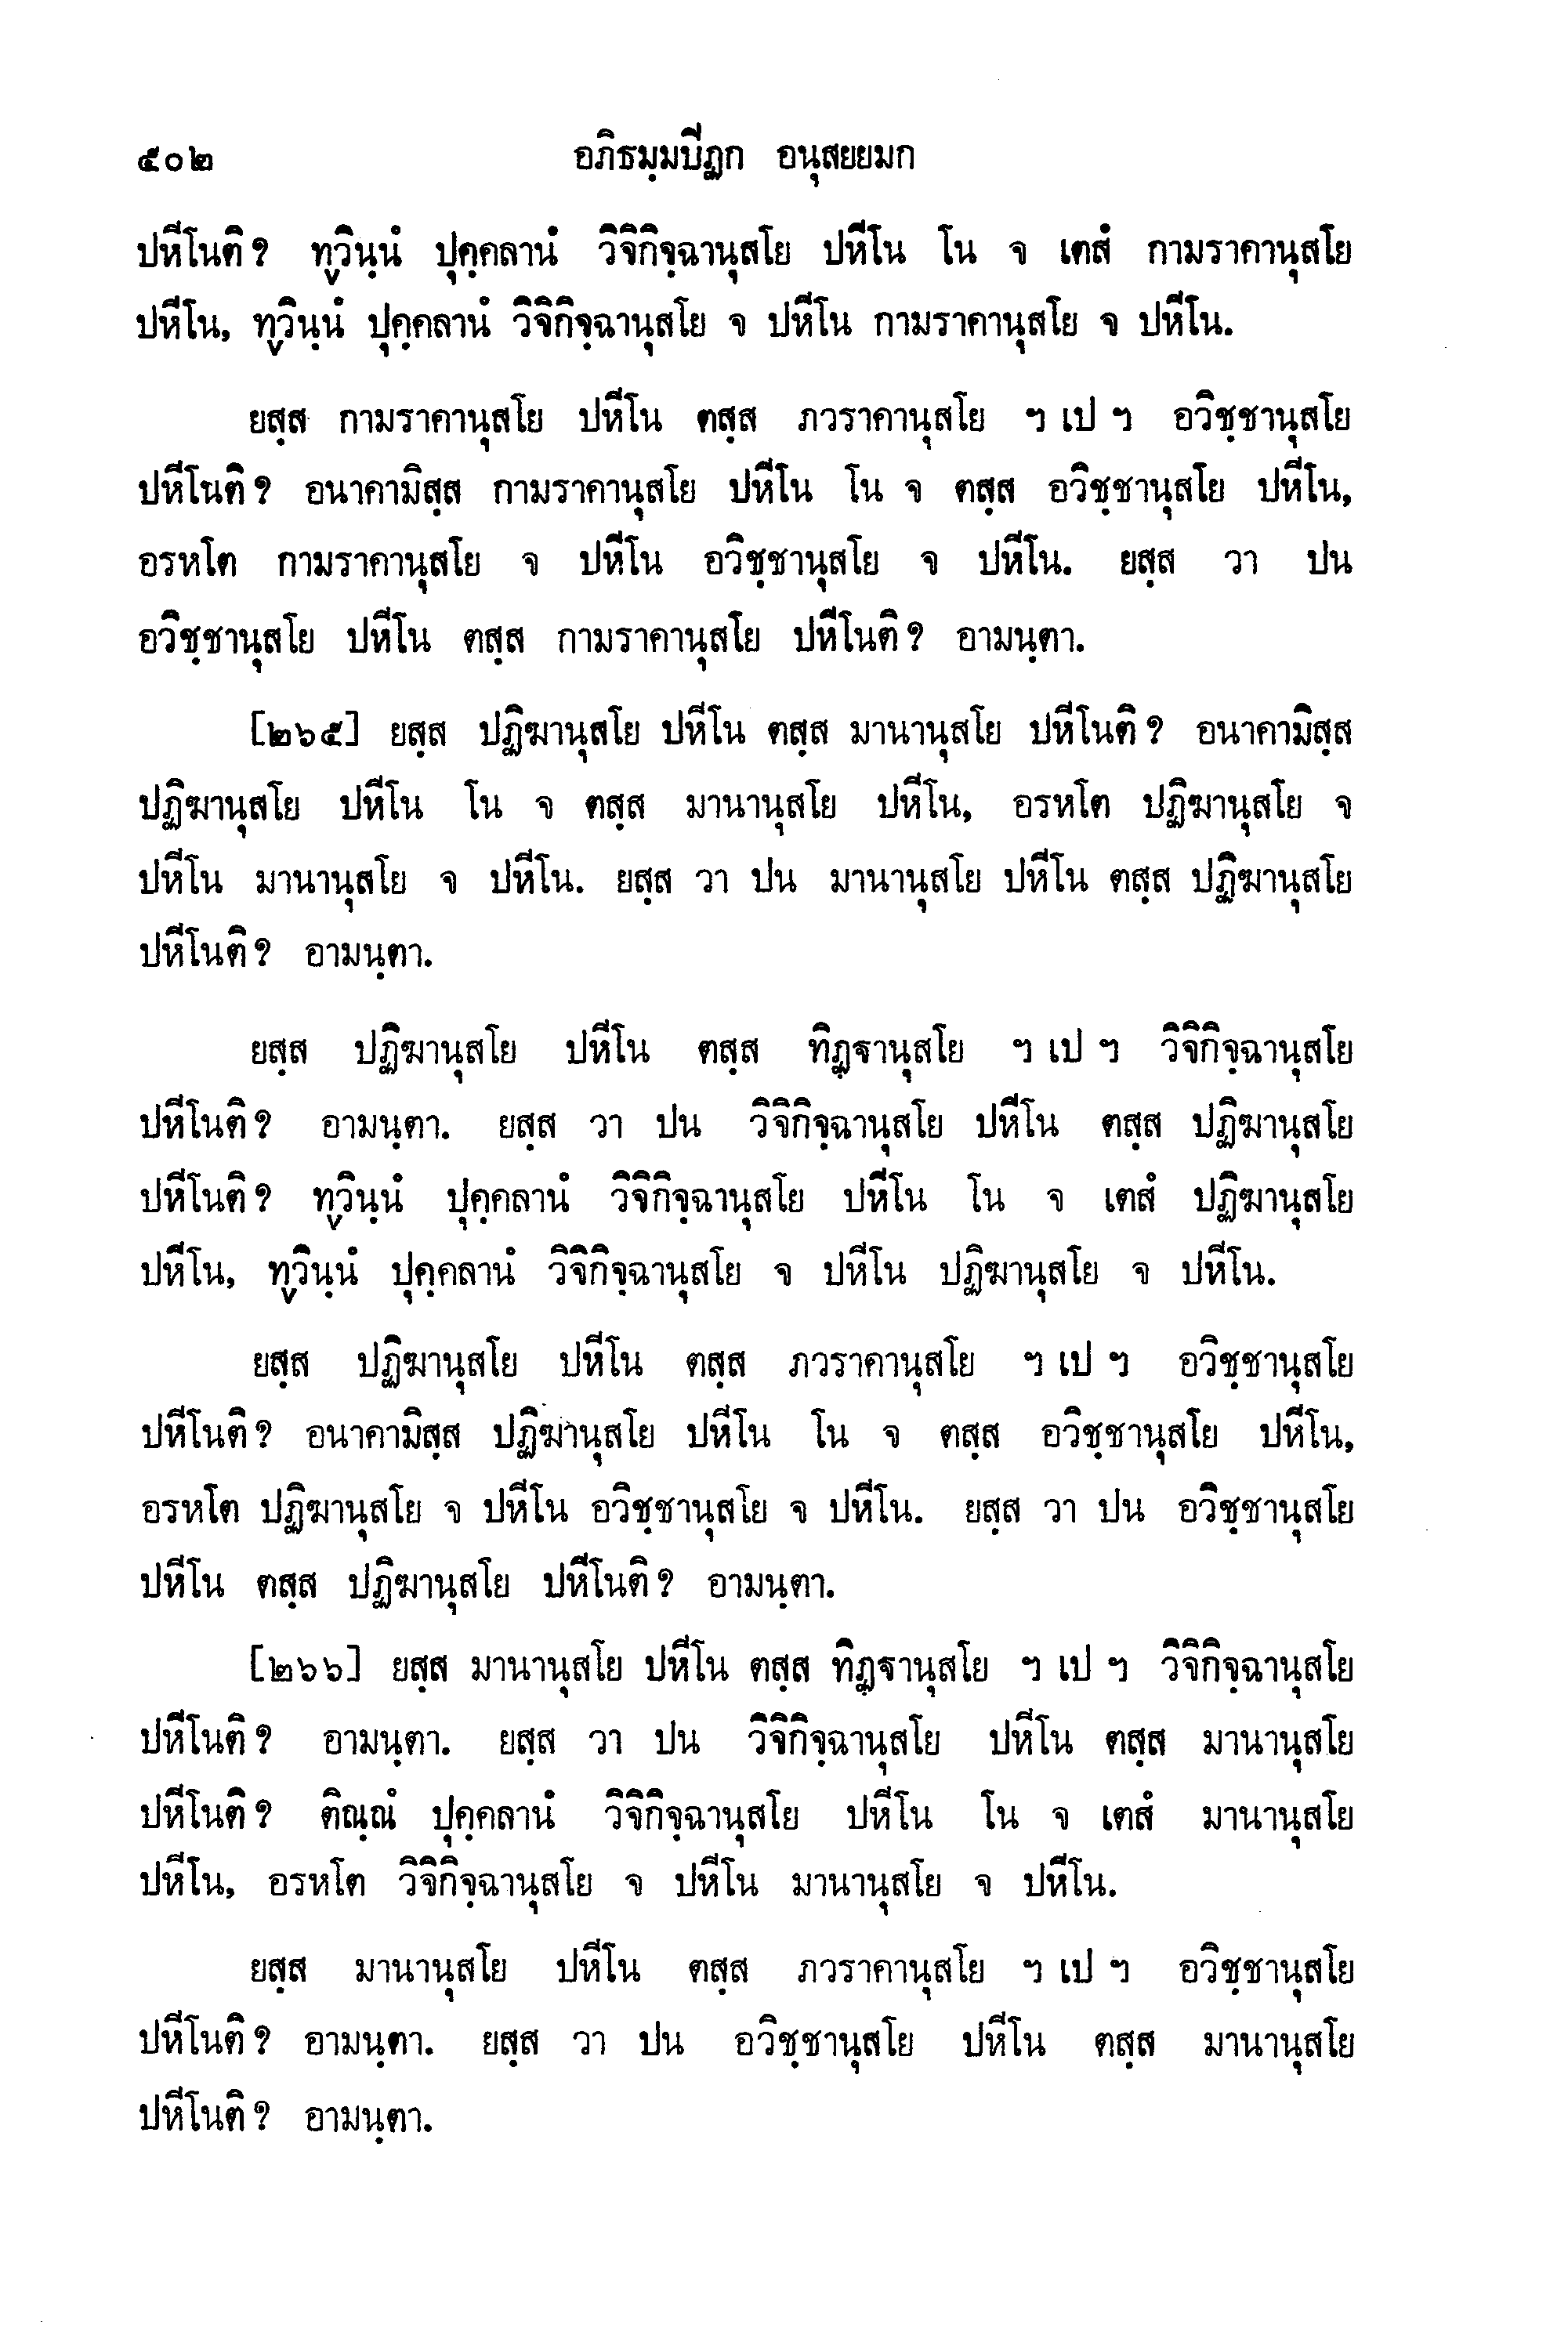 ๕๐๒ อภิธมฺมปีฏก อนุสยยมก
ปหีโนติ? ทฺวินฺนํ ปุคฺคลานํ วิจิกิจฺฉานุสโย ปหีโน โน จ เตสํ กามราคานุสโย
ปหีโน, ทฺวินฺนํ ปุคฺคลานํ วิจิกิจฺฉานุสโย จ ปหีโน กามราคานุสโย จ ปหีโน.
ยสฺส กามราคานุสโย ปหีโน ตสฺส ภวราคานุสโย ฯ เป ฯ อวิชฺชานุสโย
ปหีโนติ? อนาคามิสฺส กามราคานุสโย ปหีโน โน จ ตสฺส อวิชฺชานุสโย ปหีโน,
อรหโต กามราคานุสโย จ ปหีโน อวิชฺชานุสโย จ ปหีโน. ยสฺส วา ปน
อวิชฺชานุสโย ปหีโน ตสฺส กามราคานุสโย ปหีโนติ? อามนฺตา.
[๒๖๕] ยสฺส ปฏิฆานุสโย ปหีโน ตสฺส มานานุสโย ปหีโนติ? อนาคามิสฺส
ปฏิฆานุสโย ปหีโน โน จ ตสฺส มานานุสโย ปหีโน, อรหโต ปฏิฆานุสโย จ
ปหีโน มานานุสโย จ ปหีโน. ยสฺส วา ปน มานานุสโย ปหีโน ตสฺส ปฏิฆานุสโย
ปหีโนติ? อามนฺตา.
ยสฺส ปฏิฆานุสโย ปหีโน ตสฺส ทิฏฺฐานุสโย ฯ เป ฯ วิจิกิจฺฉานุสโย
ปหีโนติ? อามนฺตา. ยสฺส วา ปน วิจิกิจฺฉานุสโย ปหีโน ตสฺส ปฏิฆานุสโย
ปหีโนติ? ทฺวินฺนํ ปุคฺคลานํ วิจิกิจฺฉานุสโย ปหีโน โน จ เตสํ ปฏิฆานุสโย
ปหีโน, ทฺวินฺนํ ปุคฺคลานํ วิจิกิจฺฉานุสโย จ ปหีโน ปฏิฆานุสโย จ ปหีโน.
ยสฺส ปฏิฆานุสโย ปหีโน ตสฺส ภวราคานุสโย ฯ เป ฯ อวิชฺชานุสโย
ปหีโนติ? อนาคามิสฺส ปฏิฆานุสโย ปหีโน โน จ ตสฺส อวิชฺชานุสโย ปหีโน,
อรหโต ปฏิฆานุสโย จ ปหีโน อวิชฺชานุสโย จ ปหีโน. ยสฺส วา ปน อวิชฺชานุสโย
ปหีโน ตสฺส ปฏิฆานุสโย ปหีโนติ? อามนฺตา.
[๒๖๖] ยสฺส มานานุสโย ปหีโน ตสฺส ทิฏฺฐานุสโย ฯ เป ฯ วิจิกิจฺฉานุสโย
ปหีโนติ? อามนฺตา. ยสฺส วา ปน วิจิกิจฺฉานุสโย ปหีโน ตสฺส มานานุสโย
ปหีโนติ? ติณฺณํ ปุคฺคลานํ วิจิกิจฺฉานุสโย ปหีโน โน จ เตสํ มานานุสโย
ปหีโน, อรหโต วิจิกิจฺฉานุสโย จ ปหีโน มานานุสโย จ ปหีโน.
ยสฺส มานานุสโย ปหีโน ตสฺส ภวราคานุสโย ฯ เป ฯ อวิชฺชานุสโย
ปหีโนติ? อามนฺตา. ยสฺส วา ปน อวิชฺชานุสโย ปหีโน ตสฺส มานานุสโย
ปหีโนติ? อามนฺตา.